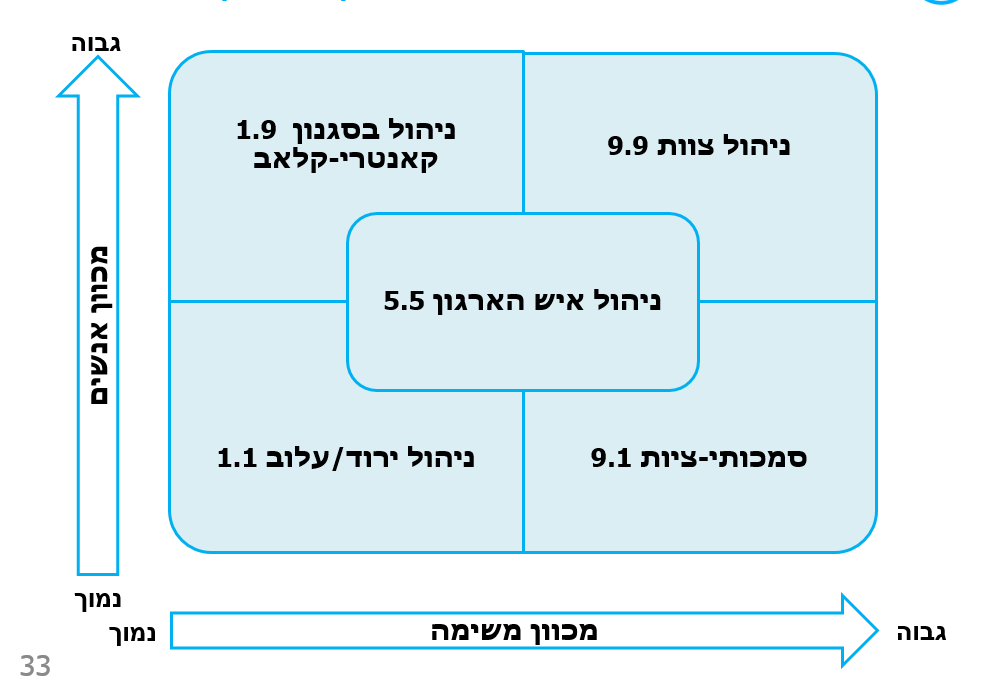 גבוה
ניהול בסגנון 1.9
קאנטרי-קלאב
ניהול צוות 9.9
ניהול איש הארגון 5.5
מכוון אנשים
ניהול ירוד/עלוב 1.1
סמכותי-ציות 9.1
נמוך
נמוך
מכוון משימה
גבוה
33